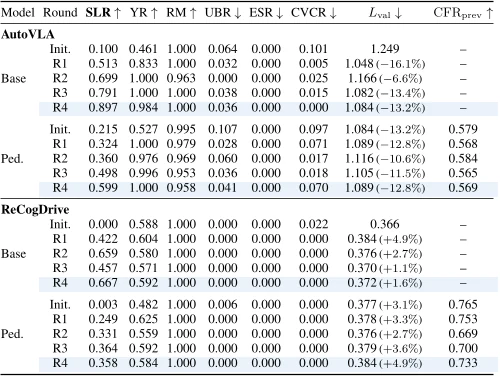 Model Round SLR↑ YR↑ RM↑ UBR↓ ESR↓ CVCR↓ L_val↓ CFR_prev↑
AutoVLA
Init. 0.100 0.461 1.000 0.064 0.000 0.101 1.249 –
R1 0.513 0.833 1.000 0.032 0.000 0.005 1.048 (−16.1%) –
Base R2 0.699 1.000 0.963 0.000 0.000 0.025 1.166 (−6.6%) –
R3 0.791 1.000 1.000 0.038 0.000 0.015 1.082 (−13.4%) –
R4 0.897 0.984 1.000 0.036 0.000 0.000 1.084 (−13.2%) –
Init. 0.215 0.527 0.995 0.107 0.000 0.097 1.084 (−13.2%) 0.579
R1 0.324 1.000 0.979 0.028 0.000 0.071 1.089 (−12.8%) 0.568
Ped. R2 0.360 0.976 0.969 0.060 0.000 0.017 1.116 (−10.6%) 0.584
R3 0.498 0.996 0.953 0.036 0.000 0.018 1.105 (−11.5%) 0.565
R4 0.599 1.000 0.958 0.041 0.000 0.070 1.089 (−12.8%) 0.569
ReCogDrive
Init. 0.000 0.588 1.000 0.000 0.000 0.022 0.366 –
R1 0.422 0.604 1.000 0.000 0.000 0.000 0.384 (+4.9%) –
Base R2 0.659 0.580 1.000 0.000 0.000 0.000 0.376 (+2.7%) –
R3 0.457 0.571 1.000 0.000 0.000 0.000 0.370 (+1.1%) –
R4 0.667 0.592 1.000 0.000 0.000 0.000 0.372 (+1.6%) –
Init. 0.003 0.482 1.000 0.006 0.000 0.000 0.377 (+3.1%) 0.765
R1 0.249 0.625 1.000 0.000 0.000 0.000 0.378 (+3.3%) 0.753
Ped. R2 0.331 0.559 1.000 0.000 0.000 0.000 0.376 (+2.7%) 0.669
R3 0.364 0.592 1.000 0.000 0.000 0.000 0.379 (+3.6%) 0.700
R4 0.358 0.584 1.000 0.000 0.000 0.000 0.384 (+4.9%) 0.733